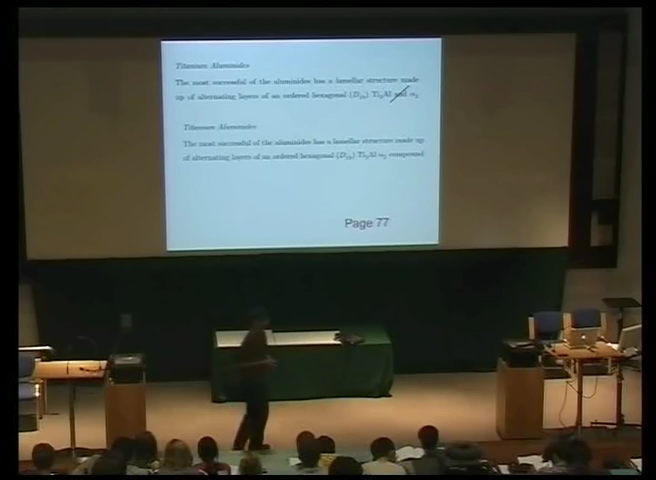 Titanium Aluminides
The most successful of the aluminides has a lamellar structure made
up of alternating layers of an ordered hexagonal (D₁₉) Ti₃Al and α₂
Titanium Aluminides
The most successful of the aluminides has a lamellar structure made up
of alternating layers of an ordered hexagonal (D₁₉) Ti₃Al α₂ compound
Page 77